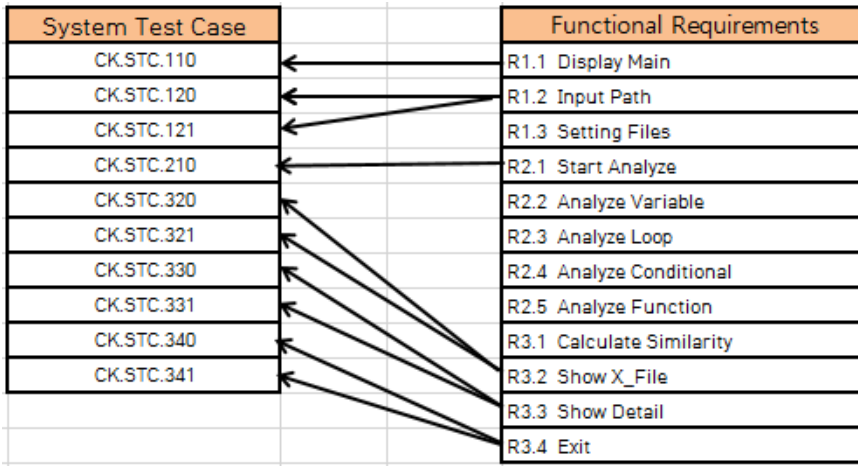 System Test Case
CK.STC.110
CK.STC.120
CK.STC.121
CK.STC.210
CK.STC.320
CK.STC.321
CK.STC.330
CK.STC.331
CK.STC.340
CK.STC.341
Functional Requirements
R1.1 Display Main
R1.2 Input Path
R1.3 Setting Files
R2.1 Start Analyze
R2.2 Analyze Variable
R2.3 Analyze Loop
R2.4 Analyze Conditional
R2.5 Analyze Function
R3.1 Calculate Similarity
R3.2 Show X_File
R3.3 Show Detail
R3.4 Exit